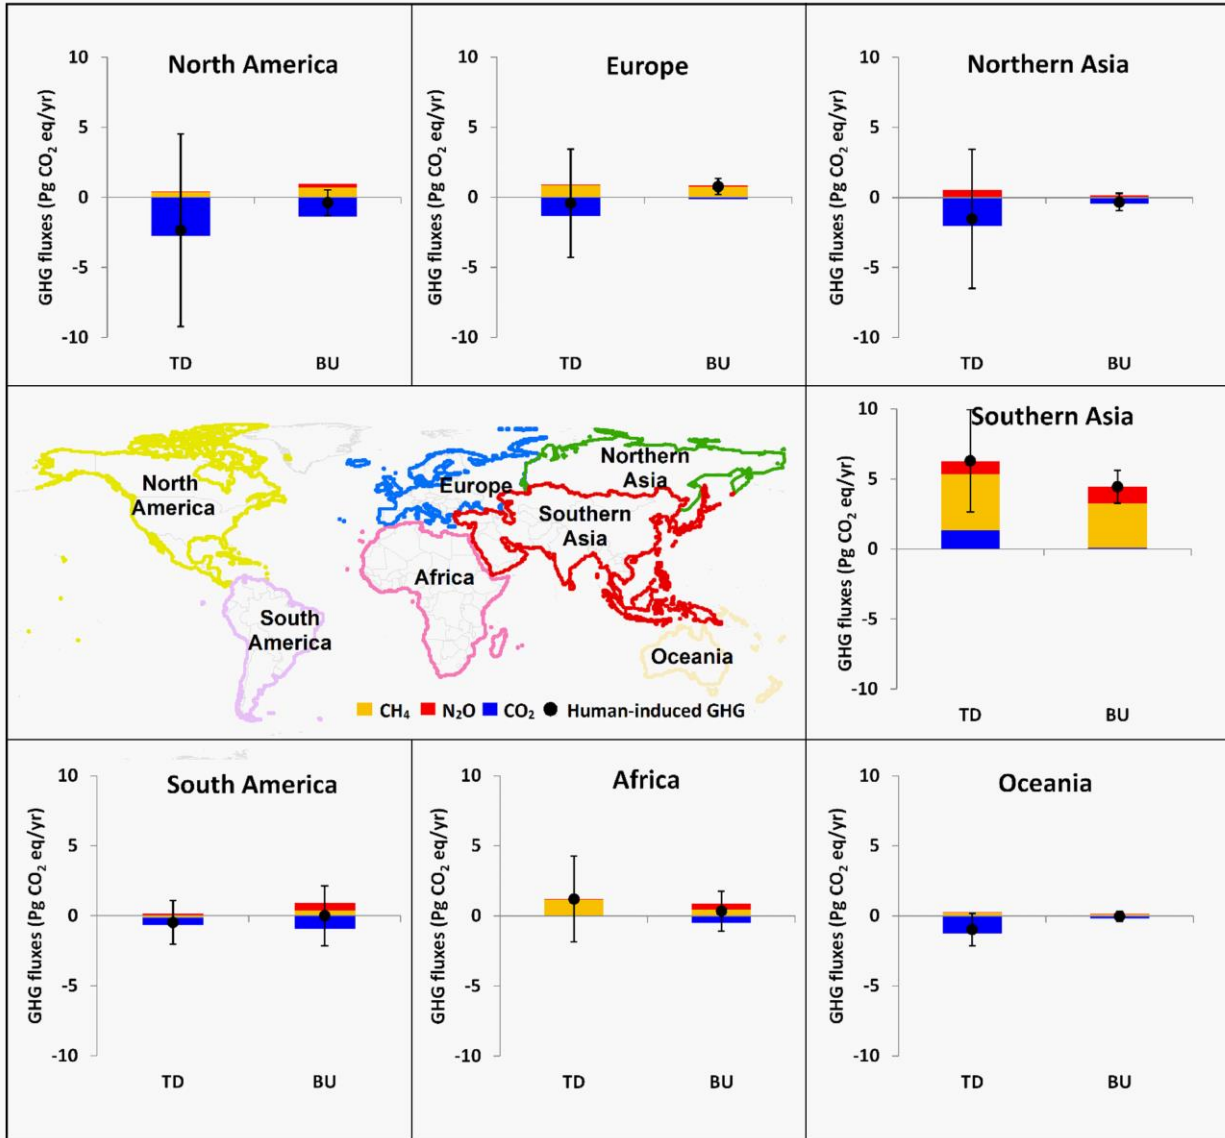 North America
GHG fluxes (Pg CO₂ eq/yr)
10
5
0
-5
-10
TD
BU
Europe
GHG fluxes (Pg CO₂ eq/yr)
10
5
0
-5
-10
TD
BU
Northern Asia
GHG fluxes (Pg CO₂ eq/yr)
10
5
0
-5
-10
TD
BU
North
America
Europe
Northern
Asia
Southern
Asia
Africa
South
America
Oceania
CH₄ N₂O CO₂ Human-induced GHG
Southern Asia
GHG fluxes (Pg CO₂ eq/yr)
10
5
0
-5
-10
TD
BU
South America
GHG fluxes (Pg CO₂ eq/yr)
10
5
0
-5
-10
TD
BU
Africa
GHG fluxes (Pg CO₂ eq/yr)
10
5
0
-5
-10
TD
BU
Oceania
GHG fluxes (Pg CO₂ eq/yr)
10
5
0
-5
-10
TD
BU